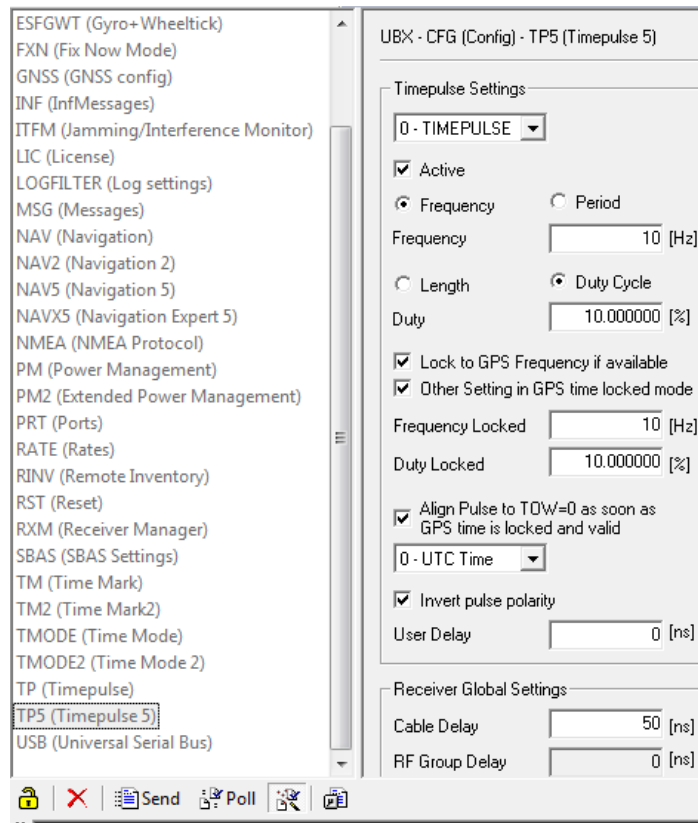 ESFGWT (Gyro+Wheeltick)
FXN (Fix Now Mode)
GNSS (GNSS config)
INF (InfMessages)
ITFM (Jamming/Interference Monitor)
LIC (License)
LOGFILTER (Log settings)
MSG (Messages)
NAV (Navigation)
NAV2 (Navigation 2)
NAV5 (Navigation 5)
NAVX5 (Navigation Expert 5)
NMEA (NMEA Protocol)
PM (Power Management)
PM2 (Extended Power Management)
PRT (Ports)
RATE (Rates)
RINV (Remote Inventory)
RST (Reset)
RXM (Receiver Manager)
SBAS (SBAS Settings)
TM (Time Mark)
TM2 (Time Mark2)
TMODE (Time Mode)
TMODE2 (Time Mode 2)
TP (Timepulse)
TP5 (Timepulse 5)
USB (Universal Serial Bus)
UBX - CFG (Config) - TP5 (Timepulse 5)
Timepulse Settings
0 - TIMEPULSE
Active
Frequency Period
Frequency 10 [Hz]
Length Duty Cycle
Duty 10.000000 [%]
Lock to GPS Frequency if available
Other Setting in GPS time locked mode
Frequency Locked 10 [Hz]
Duty Locked 10.000000 [%]
Align Pulse to TOW=0 as soon as
GPS time is locked and valid
0 - UTC Time
Invert pulse polarity
User Delay 0 [ns]
Receiver Global Settings
Cable Delay 50 [ns]
RF Group Delay 0 [ns]
Send Poll